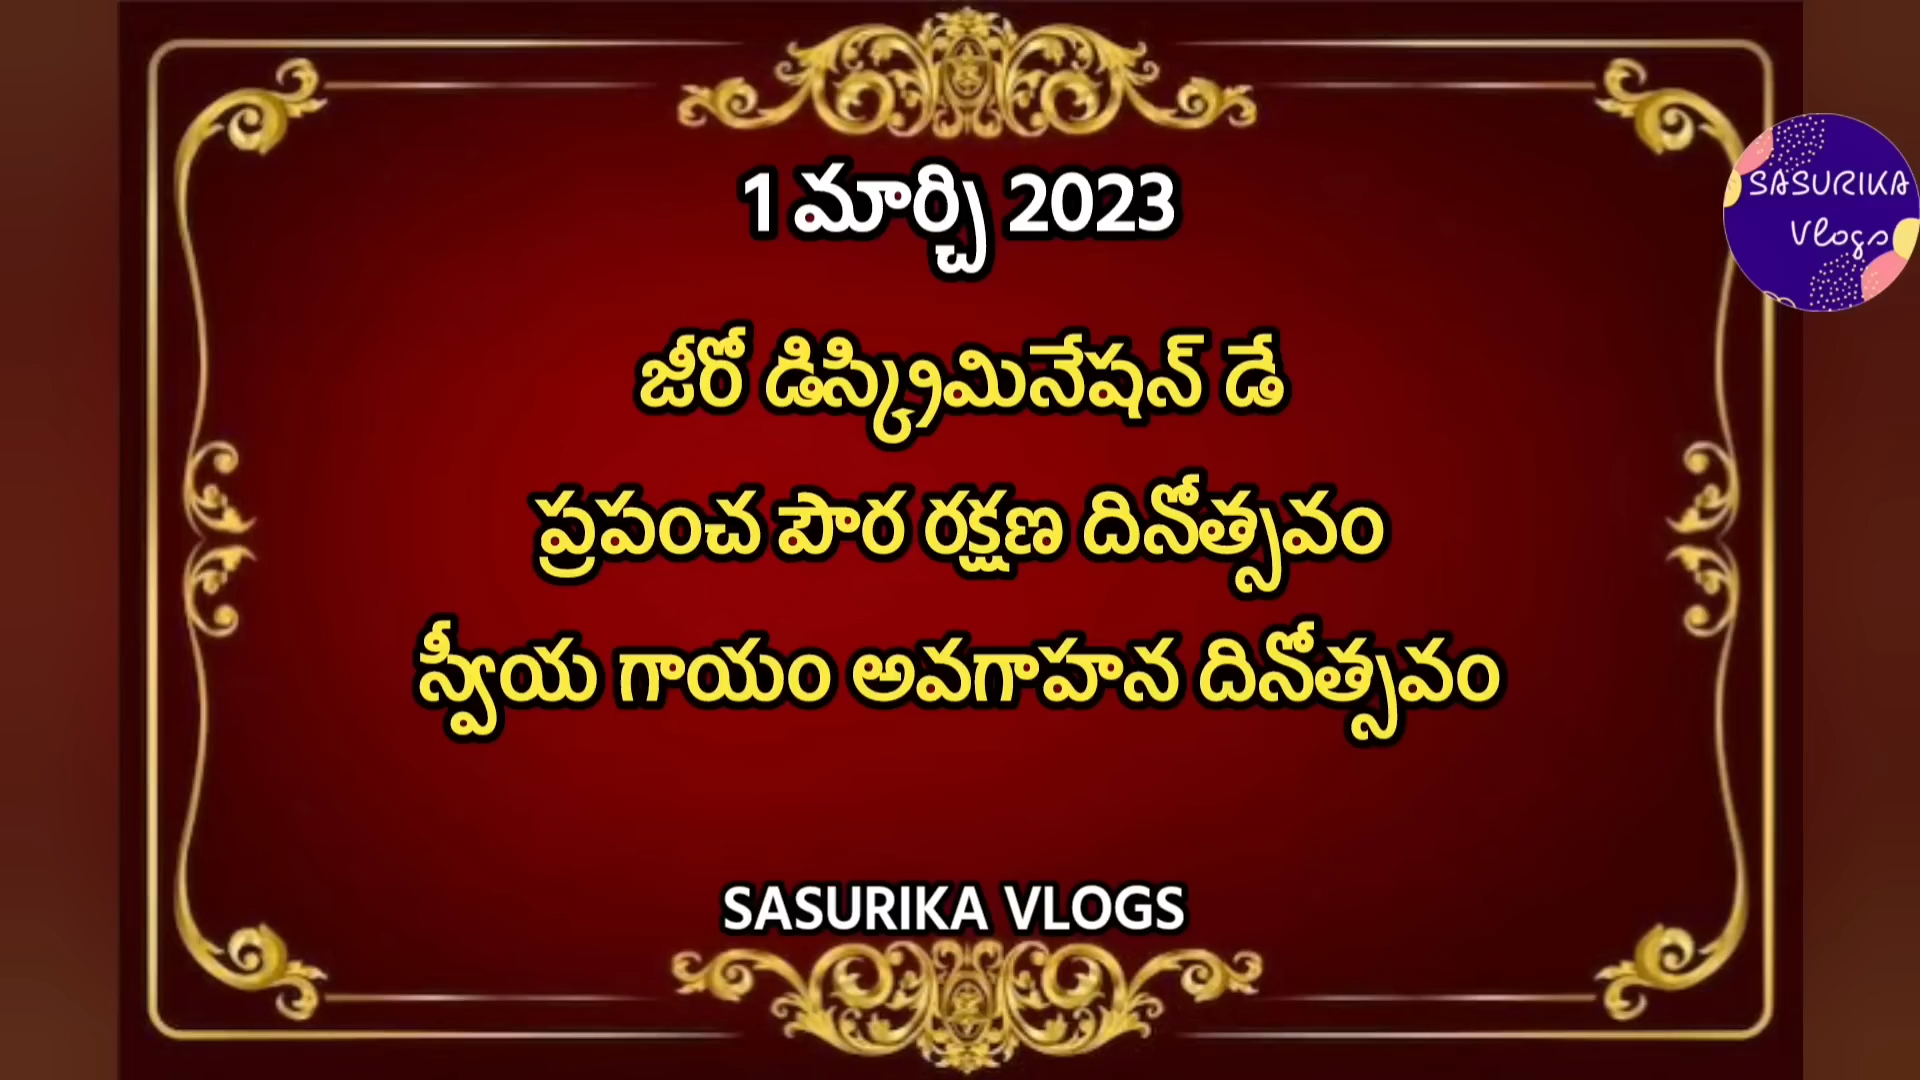 1 మార్చి 2023
SASURIKA
Vlogs
జీరో డిస్క్రిమినేషన్ డే
ప్రపంచ పౌర రక్షణ దినోత్సవం
స్వీయ గాయం అవగాహన దినోత్సవం
SASURIKA VLOGS